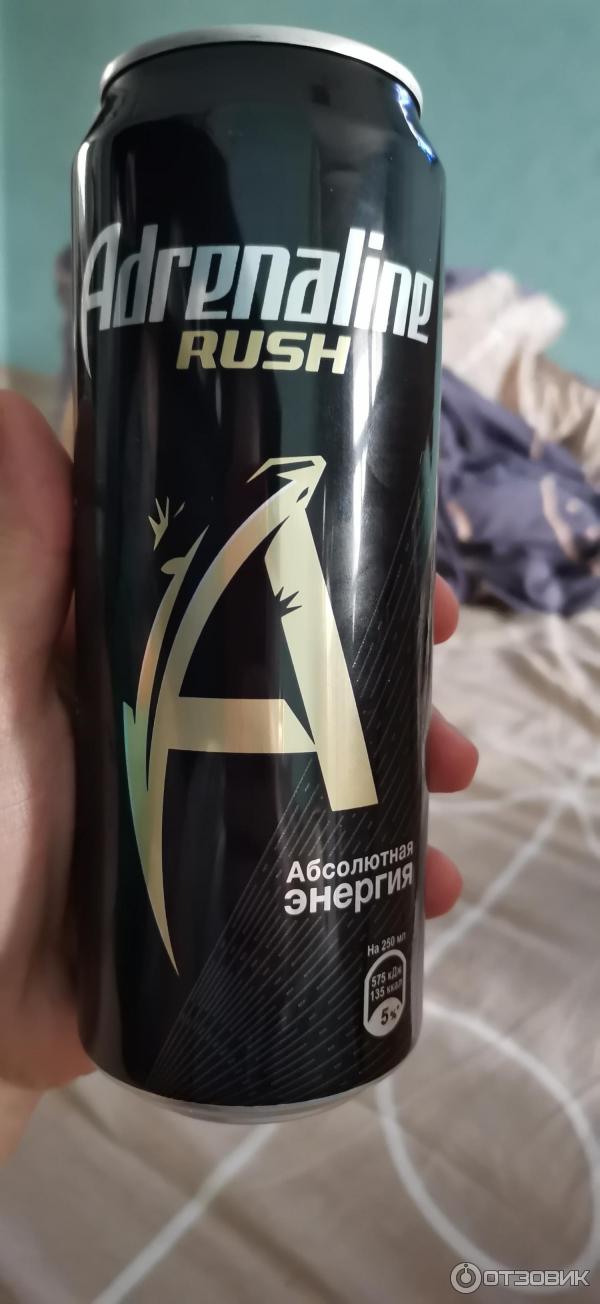 Adrenaline
RUSH
A
Абсолютная
энергия
На 250 мл
575 кДж
135 ккал
5%*
ОТЗОВИК